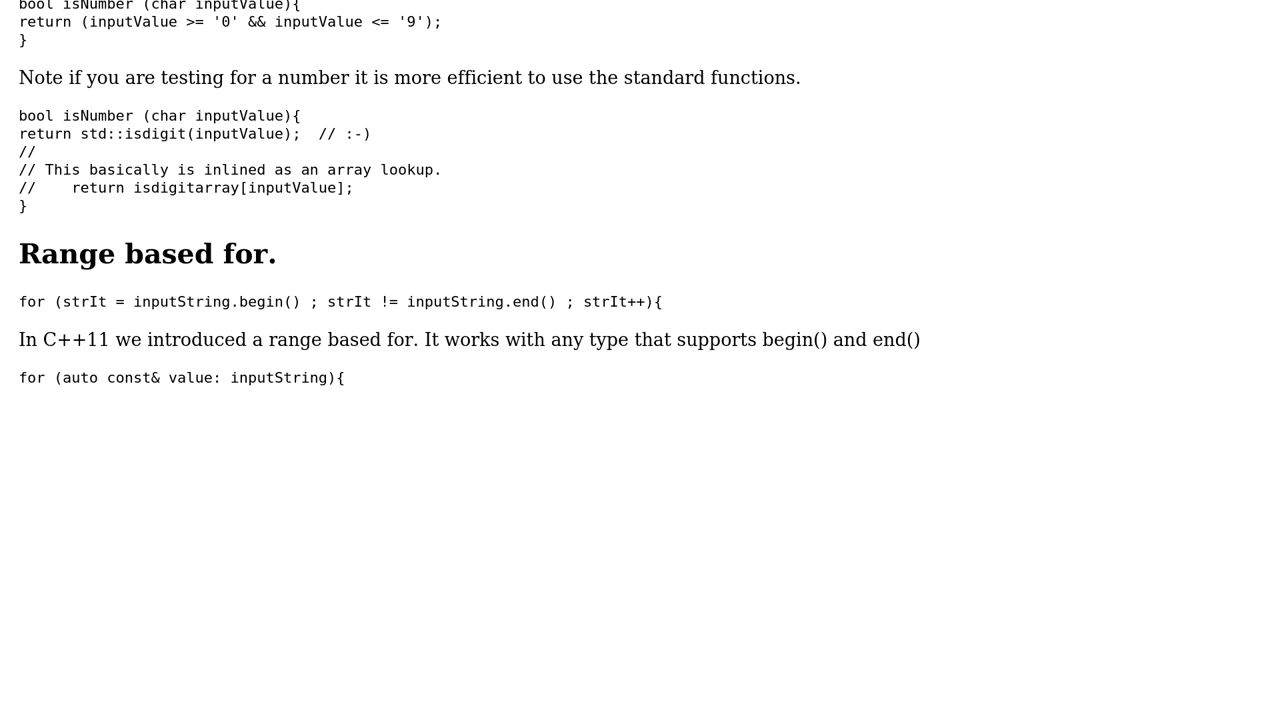 bool isNumber (char inputValue){
return (inputValue >= '0' && inputValue <= '9');
}
Note if you are testing for a number it is more efficient to use the standard functions.
bool isNumber (char inputValue){
return std::isdigit(inputValue);  // :-)
//
// This basically is inlined as an array lookup.
//    return isdigitarray[inputValue];
}
Range based for.
for (strIt = inputString.begin() ; strIt != inputString.end() ; strIt++){
In C++11 we introduced a range based for. It works with any type that supports begin() and end()
for (auto const& value: inputString){